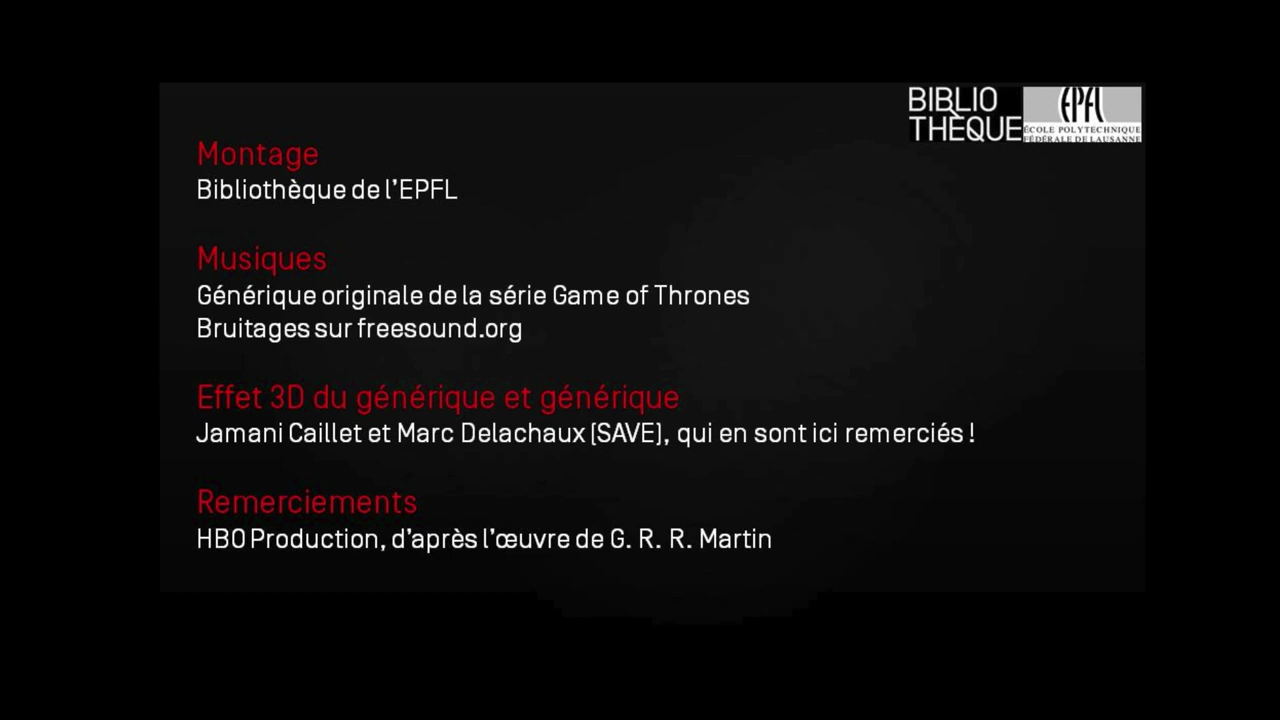 BIBLIO
THÈQUE
EPFL
ÉCOLE POLYTECHNIQUE
FÉDÉRALE DE LAUSANNE
Montage
Bibliothèque de l'EPFL
Musiques
Générique originale de la série Game of Thrones
Bruitages sur freesound.org
Effet 3D du générique et générique
Jamani Caillet et Marc Delachaux (SAVE), qui en sont ici remerciés !
Remerciements
HBO Production, d'après l'œuvre de G. R. R. Martin